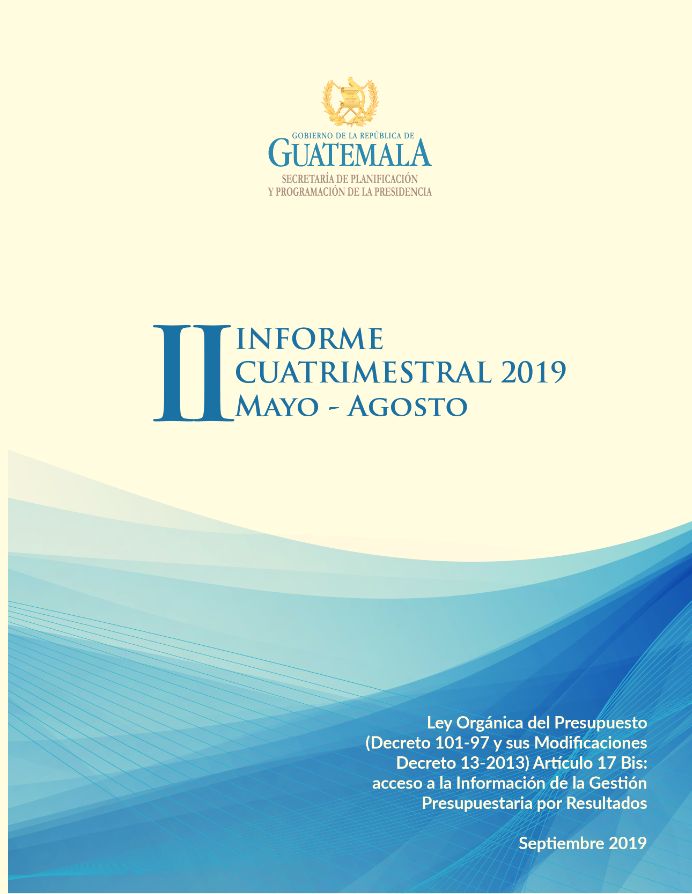 GOBIERNO DE LA REPÚBLICA DE
GUATEMALA
SECRETARÍA DE PLANIFICACIÓN
Y PROGRAMACIÓN DE LA PRESIDENCIA
II INFORME
CUATRIMESTRAL 2019
MAYO - AGOSTO
Ley Orgánica del Presupuesto
(Decreto 101-97 y sus Modificaciones
Decreto 13-2013) Artículo 17 Bis:
acceso a la Información de la Gestión
Presupuestaria por Resultados
Septiembre 2019